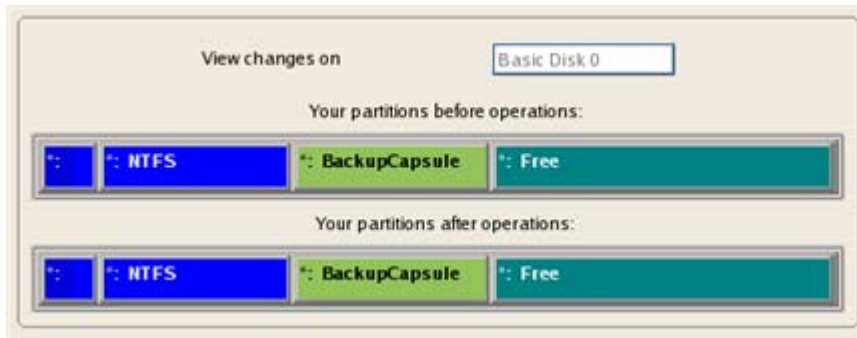 View changes on Basic Disk 0
Your partitions before operations:
*: *: NTFS *: BackupCapsule *: Free
Your partitions after operations:
*: *: NTFS *: BackupCapsule *: Free